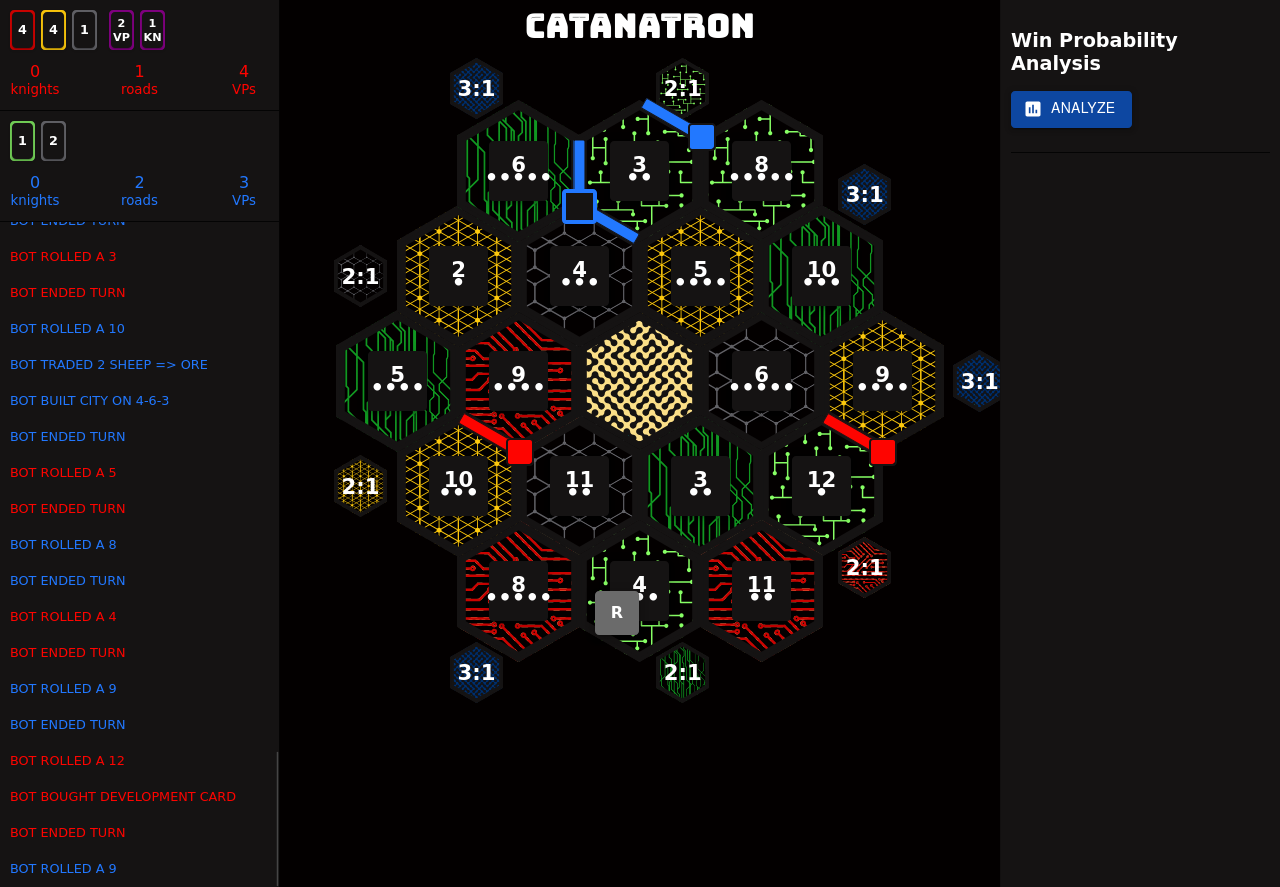 CATANATRON
4 4 1 2 VP 1 KN
0 1 4
knights roads VPs
1 2
0 2 3
knights roads VPs
BOT ENDED TURN
BOT ROLLED A 3
BOT ENDED TURN
BOT ROLLED A 10
BOT TRADED 2 SHEEP => ORE
BOT BUILT CITY ON 4-6-3
BOT ENDED TURN
BOT ROLLED A 5
BOT ENDED TURN
BOT ROLLED A 8
BOT ENDED TURN
BOT ROLLED A 4
BOT ENDED TURN
BOT ROLLED A 9
BOT ENDED TURN
BOT ROLLED A 12
BOT BOUGHT DEVELOPMENT CARD
BOT ENDED TURN
BOT ROLLED A 9
3:1 2:1
6 3 8
3:1
2:1 2 4 5 10
5 9 6 9 3:1
2:1 10 11 3 12
8 4 11 2:1
R
3:1 2:1
Win Probability
Analysis
ANALYZE